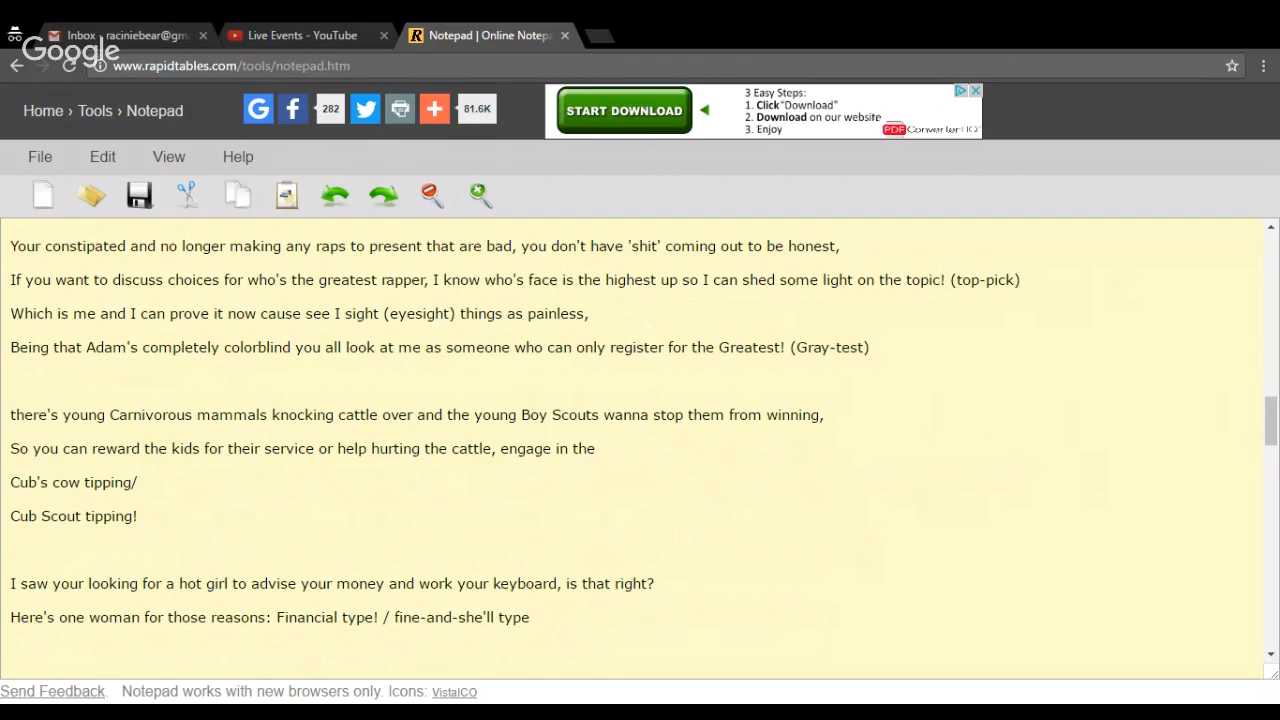 Inbox - raciniebear@gm
Live Events - YouTube
Notepad | Online Notep
Google
www.rapidtables.com/tools/notepad.htm
Home › Tools › Notepad
282
81.6K
START DOWNLOAD
3 Easy Steps:
1. Click"Download"
2. Download on our website
3. Enjoy
PDF ConverterHQ
File Edit View Help
Your constipated and no longer making any raps to present that are bad, you don't have 'shit' coming out to be honest,
If you want to discuss choices for who's the greatest rapper, I know who's face is the highest up so I can shed some light on the topic! (top-pick)
Which is me and I can prove it now cause see I sight (eyesight) things as painless,
Being that Adam's completely colorblind you all look at me as someone who can only register for the Greatest! (Gray-test)
there's young Carnivorous mammals knocking cattle over and the young Boy Scouts wanna stop them from winning,
So you can reward the kids for their service or help hurting the cattle, engage in the
Cub's cow tipping/
Cub Scout tipping!
I saw your looking for a hot girl to advise your money and work your keyboard, is that right?
Here's one woman for those reasons: Financial type! / fine-and-she'll type
Send Feedback. Notepad works with new browsers only. Icons: VistaICO